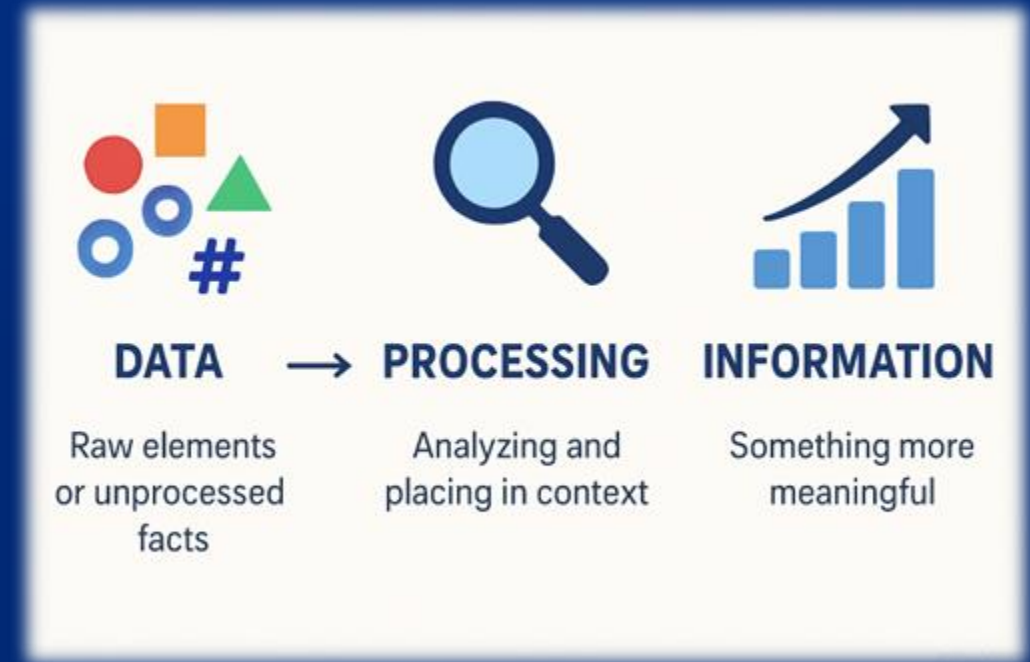 #
DATA → PROCESSING INFORMATION
Raw elements
or unprocessed
facts
Analyzing and
placing in context
Something more
meaningful